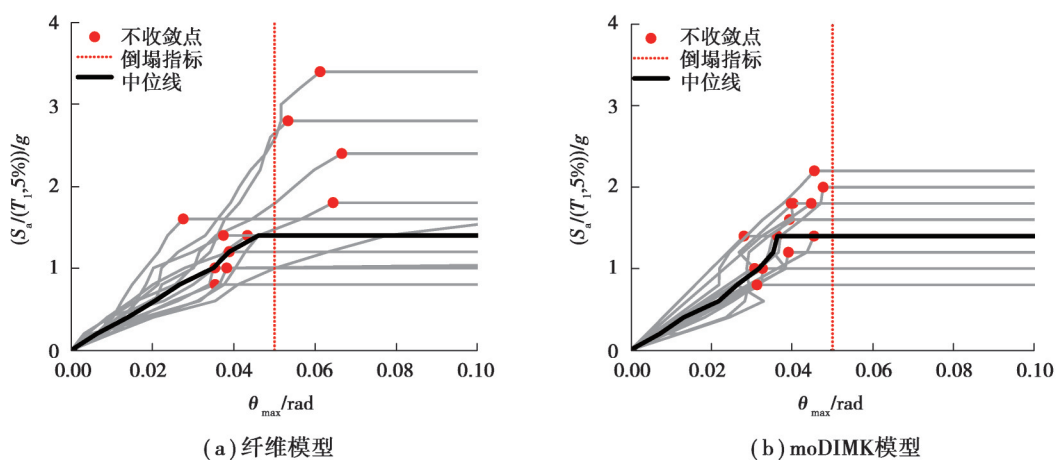 4
3
2
1
0
(Sa/(T1,5%))/g
不收敛点
倒塌指标
中位线
0.00
0.02
0.04
0.06
0.08
0.10
θmax/rad
(a)纤维模型
4
3
2
1
0
(Sa/(T1,5%))/g
不收敛点
倒塌指标
中位线
0.00
0.02
0.04
0.06
0.08
0.10
θmax/rad
(b)moDIMK模型